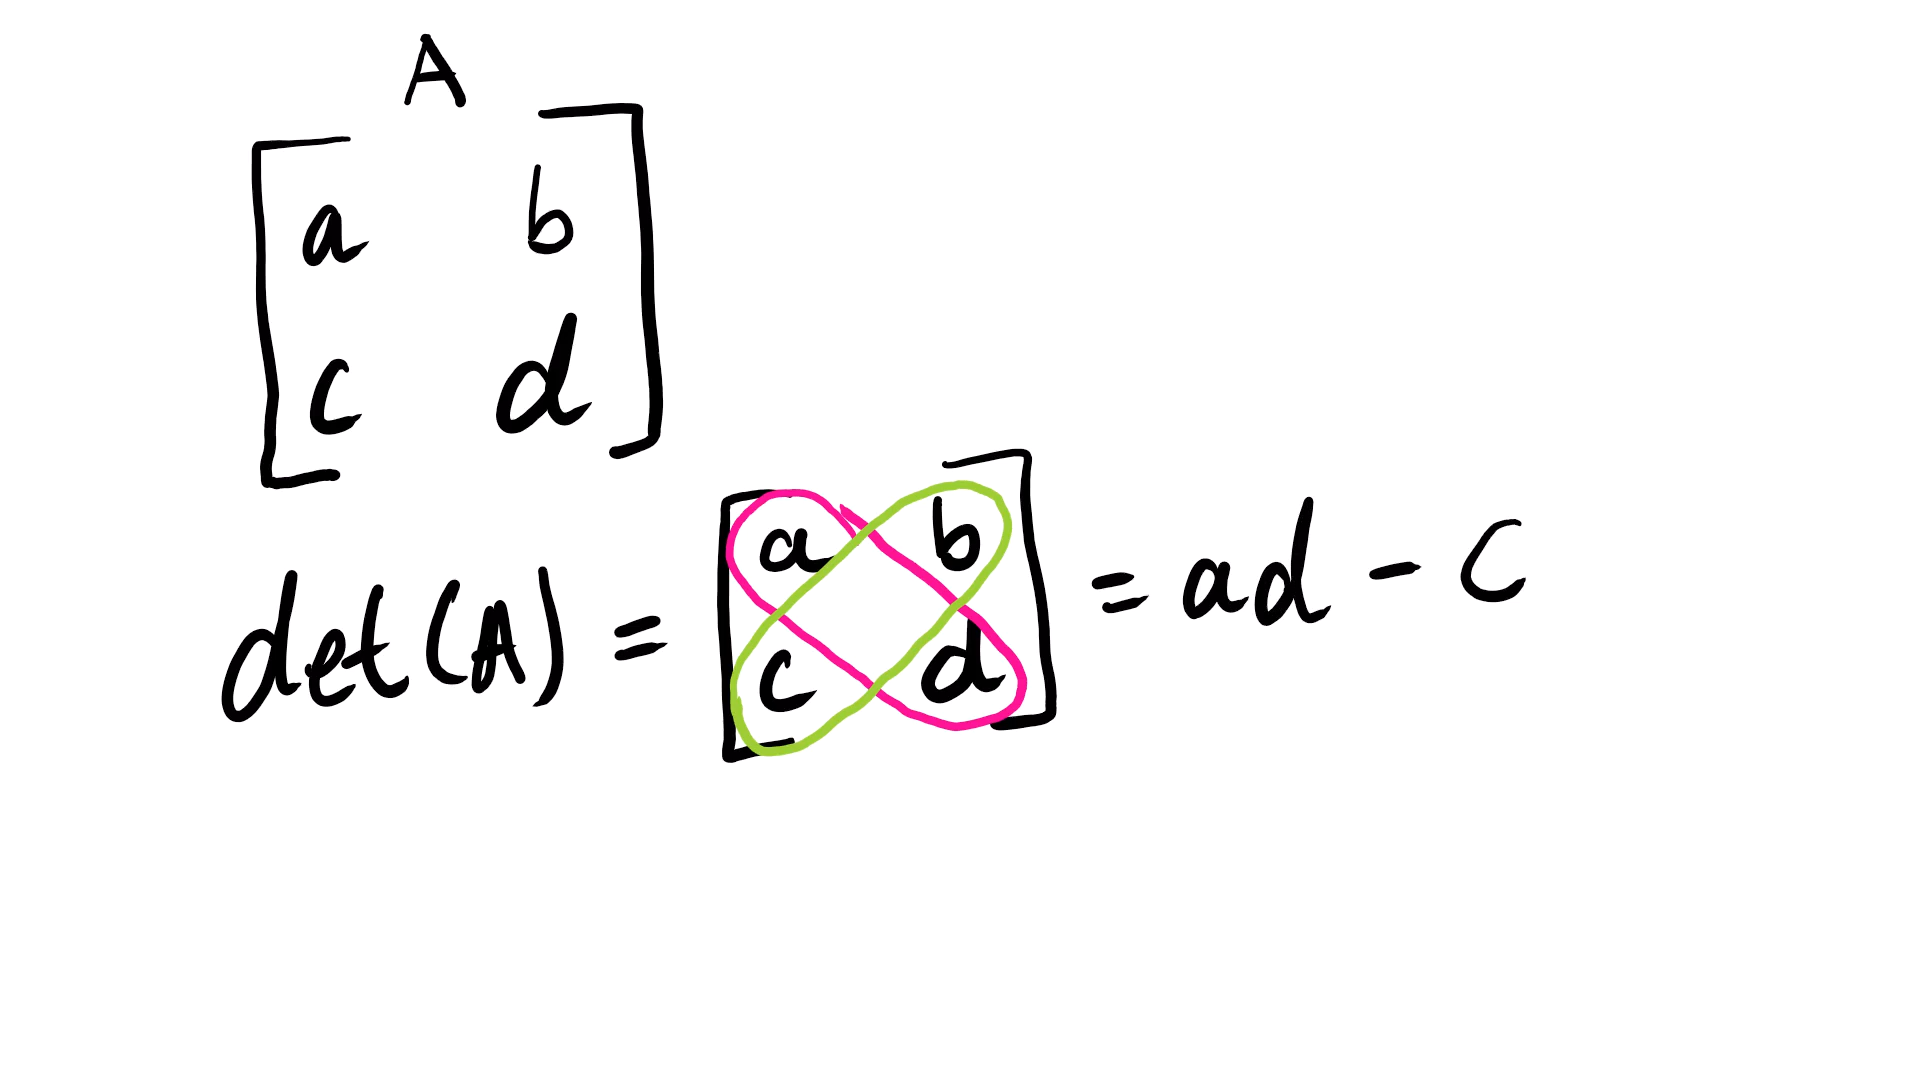 A
a b
c d
a b
det(A) = = ad - c
c d